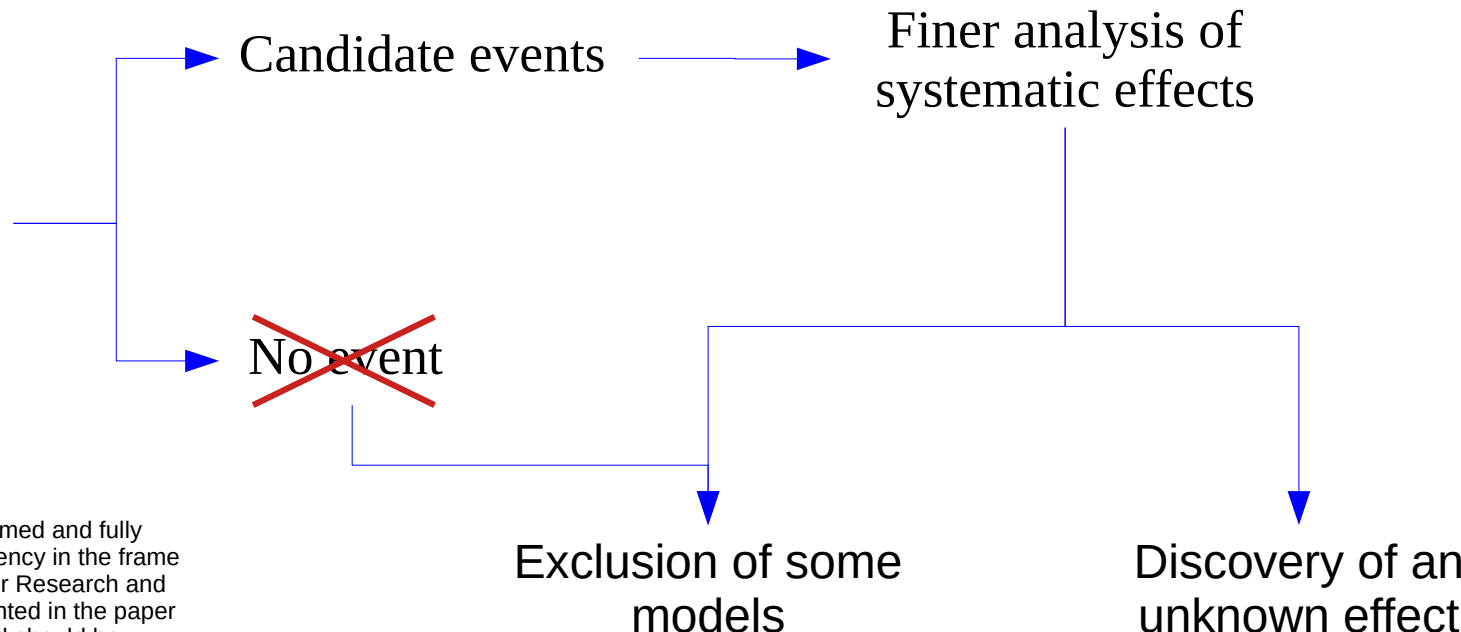 Candidate events
Finer analysis of
systematic effects
No event
med and fully
ency in the frame
r Research and
nted in the paper
Exclusion of some
models
Discovery of an
unknown effect